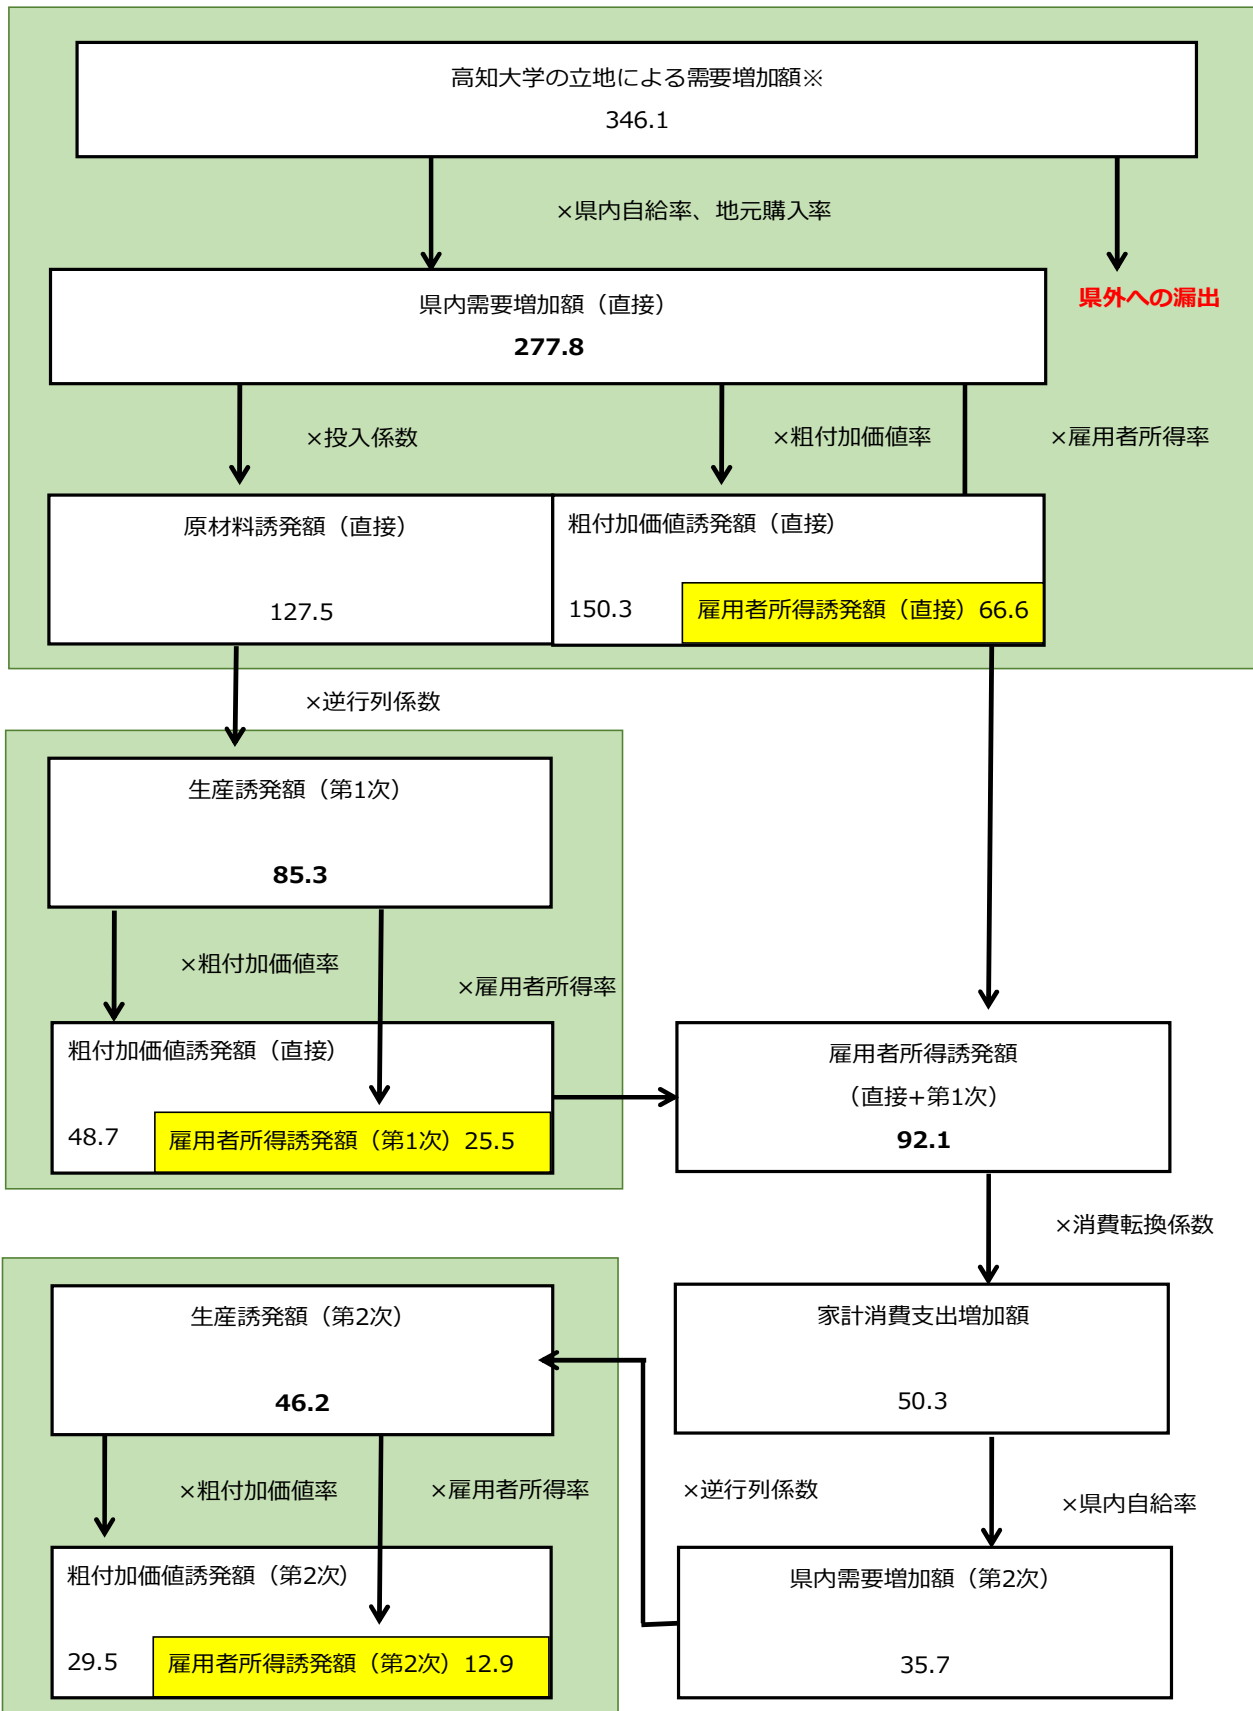 高知大学の立地による需要増加額※
346.1
×県内自給率、地元購入率
県外への漏出
県内需要増加額（直接）
277.8
×投入係数
×粗付加価値率
×雇用者所得率
原材料誘発額（直接）
127.5
粗付加価値誘発額（直接）
150.3
雇用者所得誘発額（直接）66.6
×逆行列係数
生産誘発額（第1次）
85.3
×粗付加価値率
×雇用者所得率
粗付加価値誘発額（直接）
48.7
雇用者所得誘発額（第1次）25.5
雇用者所得誘発額
（直接+第1次）
92.1
×消費転換係数
家計消費支出増加額
50.3
×県内自給率
県内需要増加額（第2次）
35.7
×逆行列係数
生産誘発額（第2次）
46.2
×粗付加価値率
×雇用者所得率
粗付加価値誘発額（第2次）
29.5
雇用者所得誘発額（第2次）12.9